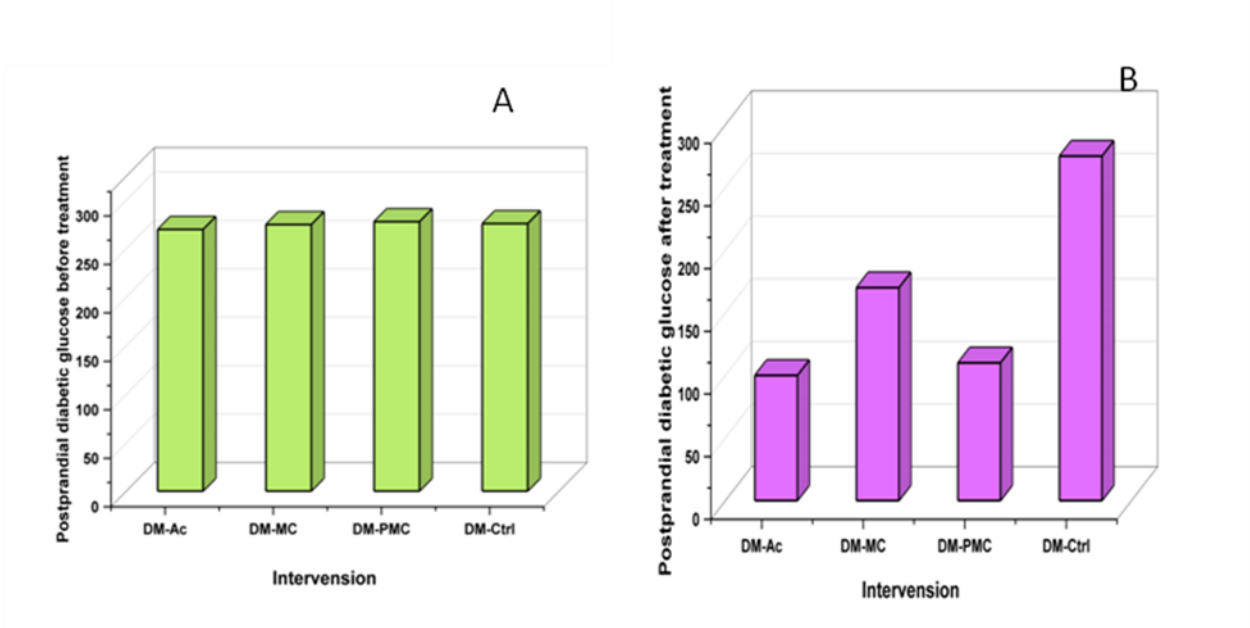 A
Postprandial diabetic glucose before treatment
300
250
200
150
100
50
0
DM-Ac DM-MC DM-PMC DM-Ctrl
Intervension
B
Postprandial diabetic glucose after treatment
300
250
200
150
100
50
0
DM-Ac DM-MC DM-PMC DM-Ctrl
Intervension